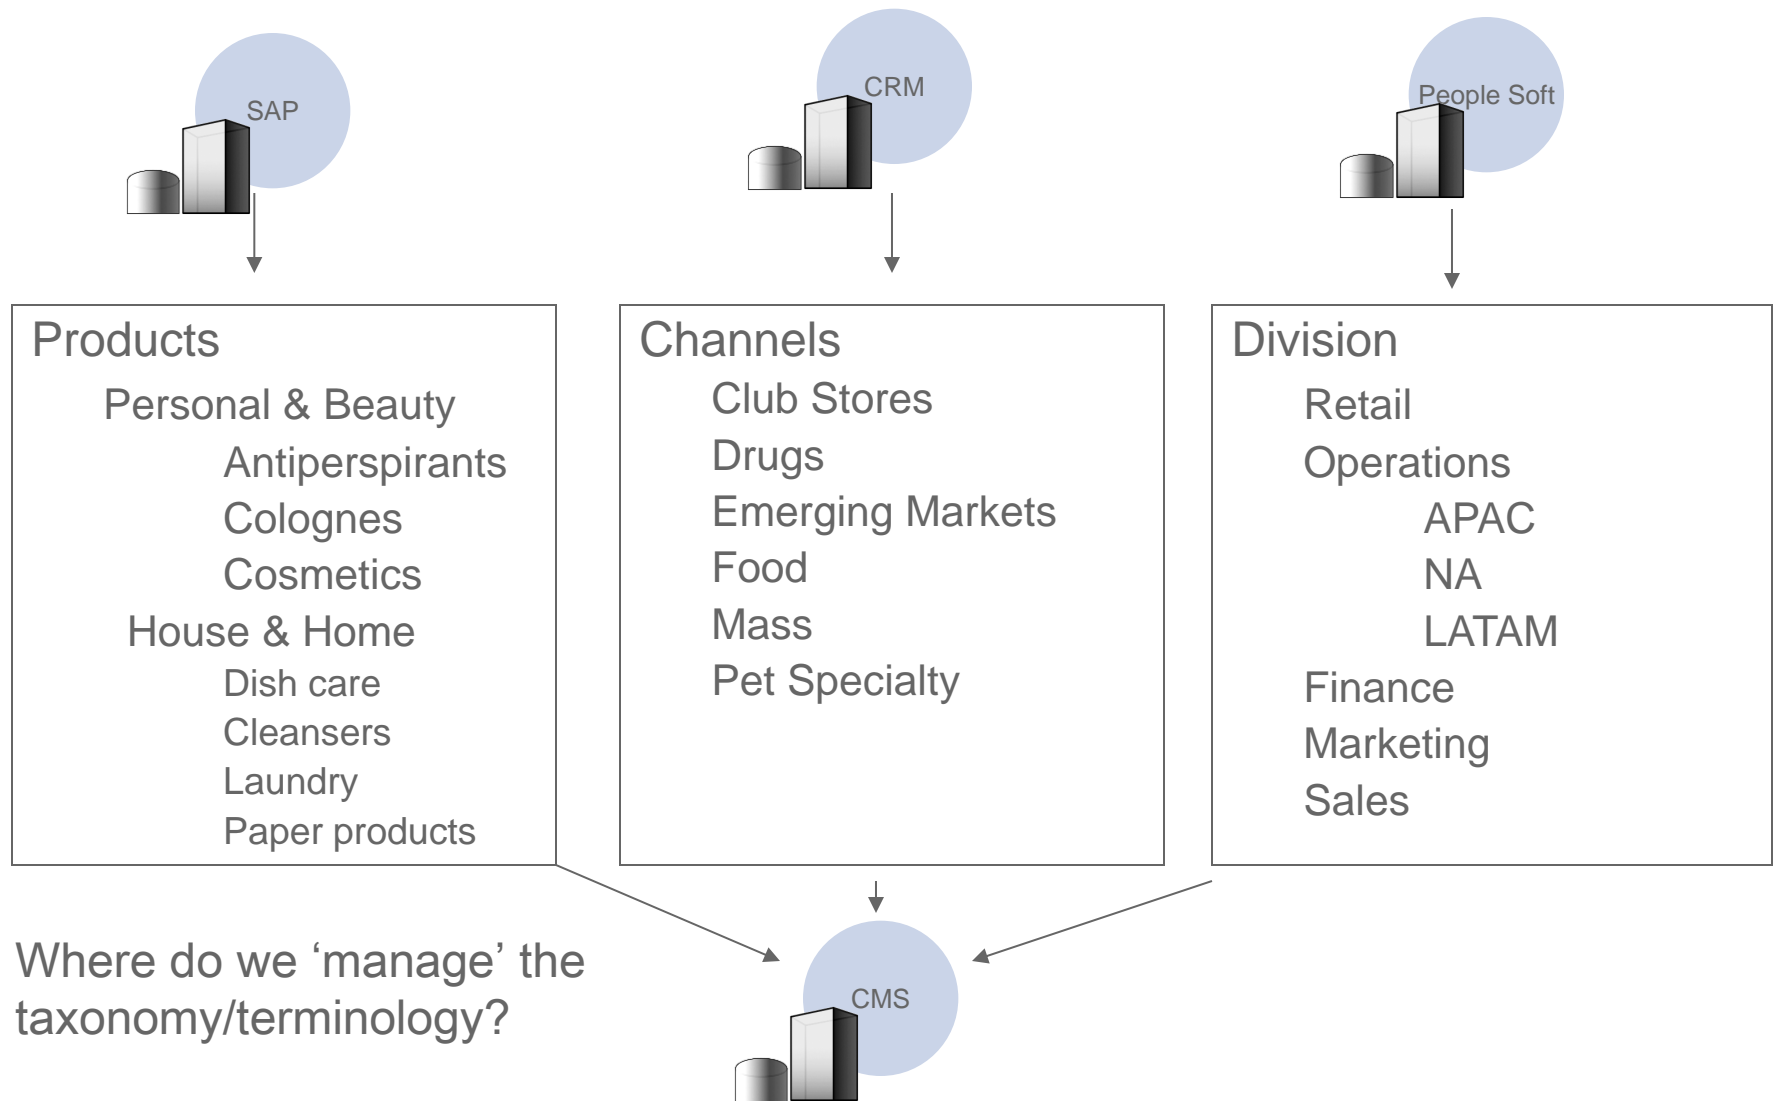 SAP
CRM
People Soft
Products
Personal & Beauty
Antiperspirants
Colognes
Cosmetics
House & Home
Dish care
Cleansers
Laundry
Paper products
Channels
Club Stores
Drugs
Emerging Markets
Food
Mass
Pet Specialty
Division
Retail
Operations
APAC
NA
LATAM
Finance
Marketing
Sales
Where do we ‘manage’ the
taxonomy/terminology?
CMS